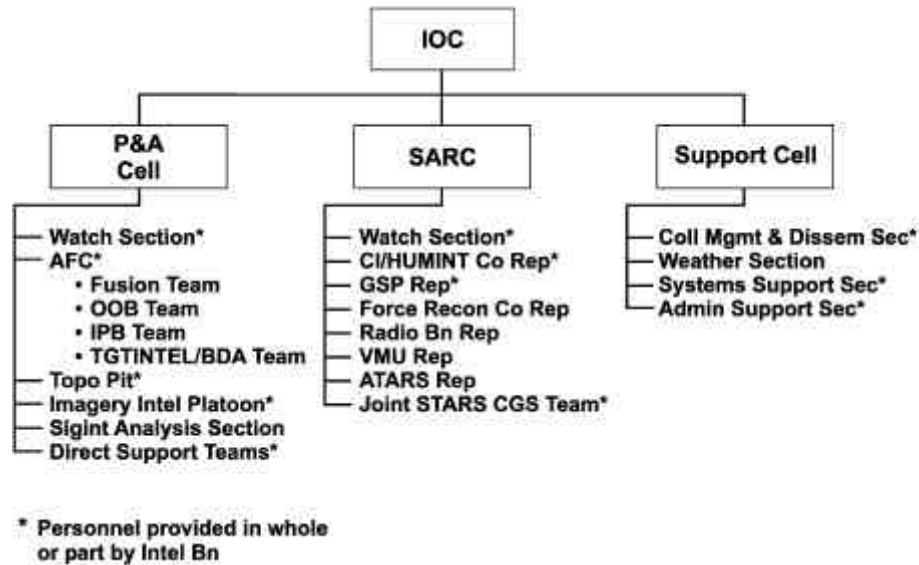 IOC
P&A
Cell
Watch Section*
AFC*
• Fusion Team
• OOB Team
• IPB Team
• TGTINTEL/BDA Team
Topo Plt*
Imagery Intel Platoon*
Sigint Analysis Section
Direct Support Teams*
SARC
Watch Section*
CI/HUMINT Co Rep*
GSP Rep*
Force Recon Co Rep
Radio Bn Rep
VMU Rep
ATARS Rep
Joint STARS CGS Team*
Support Cell
Coll Mgmt & Dissem Sec*
Weather Section
Systems Support Sec*
Admin Support Sec*
* Personnel provided in whole
or part by Intel Bn